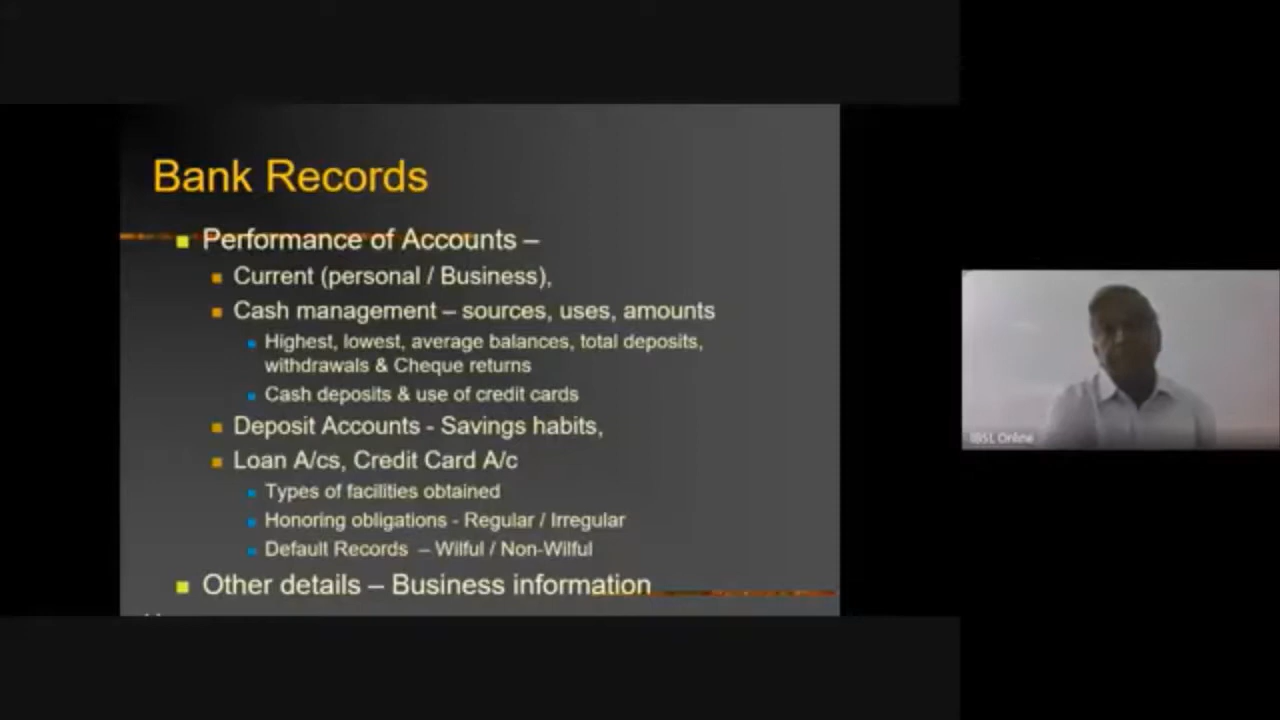 Bank Records
Performance of Accounts –
Current (personal / Business),
Cash management – sources, uses, amounts
Highest, lowest, average balances, total deposits,
withdrawals & Cheque returns
Cash deposits & use of credit cards
Deposit Accounts - Savings habits,
Loan A/cs, Credit Card A/c
Types of facilities obtained
Honoring obligations - Regular / Irregular
Default Records – Wilful / Non-Wilful
Other details – Business information
IBSL Online